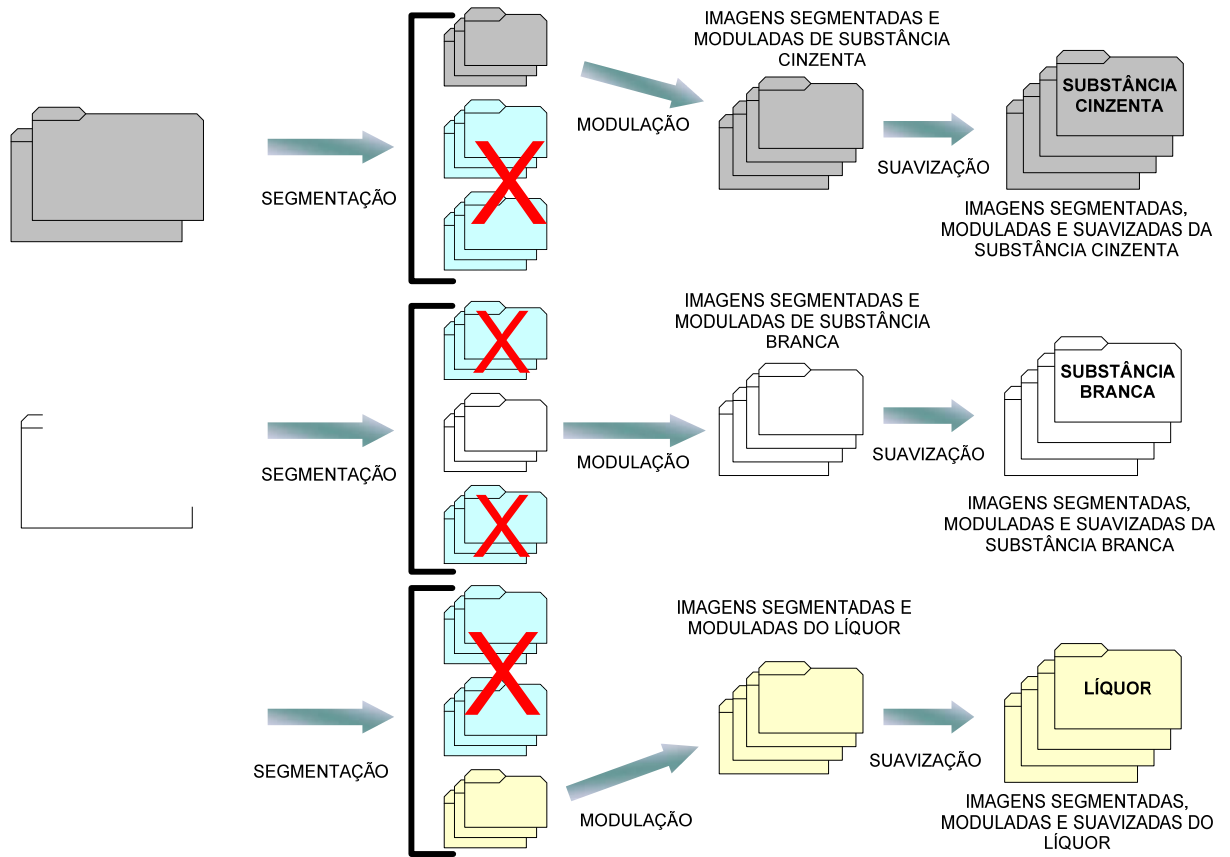 IMAGENS SEGMENTADAS E
MODULADAS DE SUBSTÂNCIA
CINZENTA
SUBSTÂNCIA
CINZENTA
MODULAÇÃO
SUAVIZAÇÃO
SEGMENTAÇÃO
IMAGENS SEGMENTADAS,
MODULADAS E SUAVIZADAS DA
SUBSTÂNCIA CINZENTA
IMAGENS SEGMENTADAS E
MODULADAS DE SUBSTÂNCIA
BRANCA
SUBSTÂNCIA
BRANCA
SEGMENTAÇÃO
MODULAÇÃO
SUAVIZAÇÃO
IMAGENS SEGMENTADAS,
MODULADAS E SUAVIZADAS DA
SUBSTÂNCIA BRANCA
IMAGENS SEGMENTADAS E
MODULADAS DO LÍQUOR
LÍQUOR
SEGMENTAÇÃO
MODULAÇÃO
SUAVIZAÇÃO
IMAGENS SEGMENTADAS,
MODULADAS E SUAVIZADAS DO
LÍQUOR